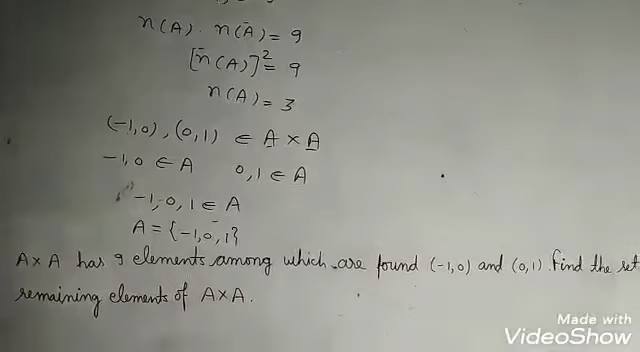 n(A). n(A) = 9
[n(A)]² = 9
n(A) = 3
(-1,0), (0,1) ∈ A × A
-1,0 ∈ A 0,1 ∈ A
-1,0,1 ∈ A
A = {-1,0,1}
A×A has 9 elements among which are found (-1,0) and (0,1). Find the set
remaining elements of A×A.
Made with
VideoShow